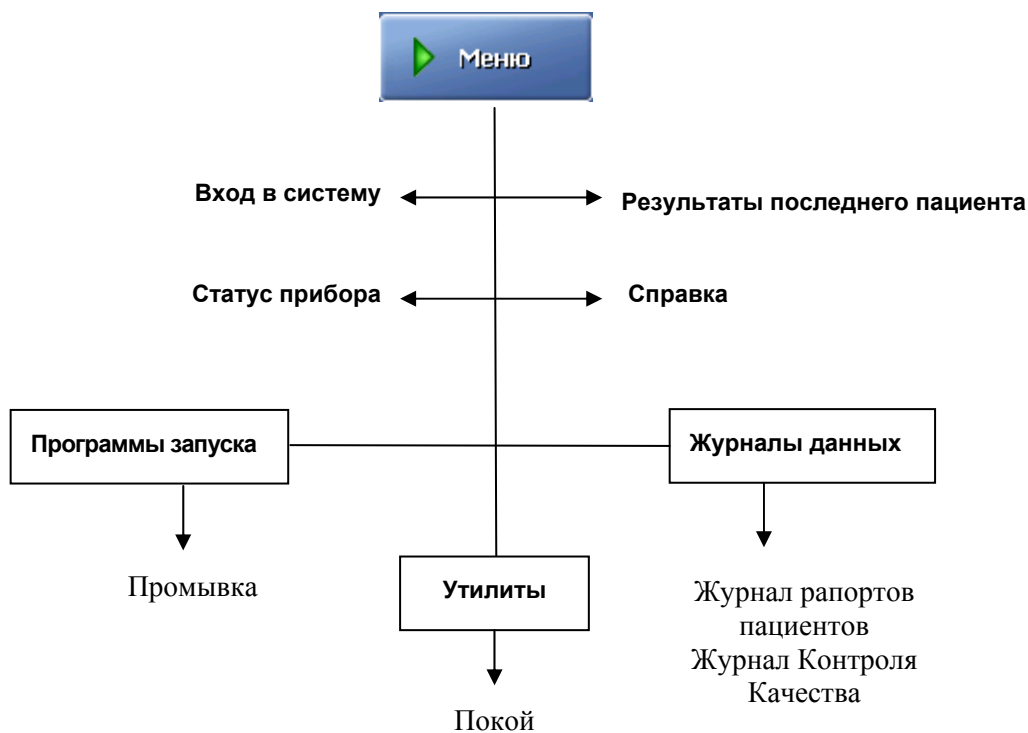 Меню
Вход в систему
Результаты последнего пациента
Статус прибора
Справка
Программы запуска
Журналы данных
Промывка
Утилиты
Журнал рапортов
пациентов
Журнал Контроля
Качества
Покой